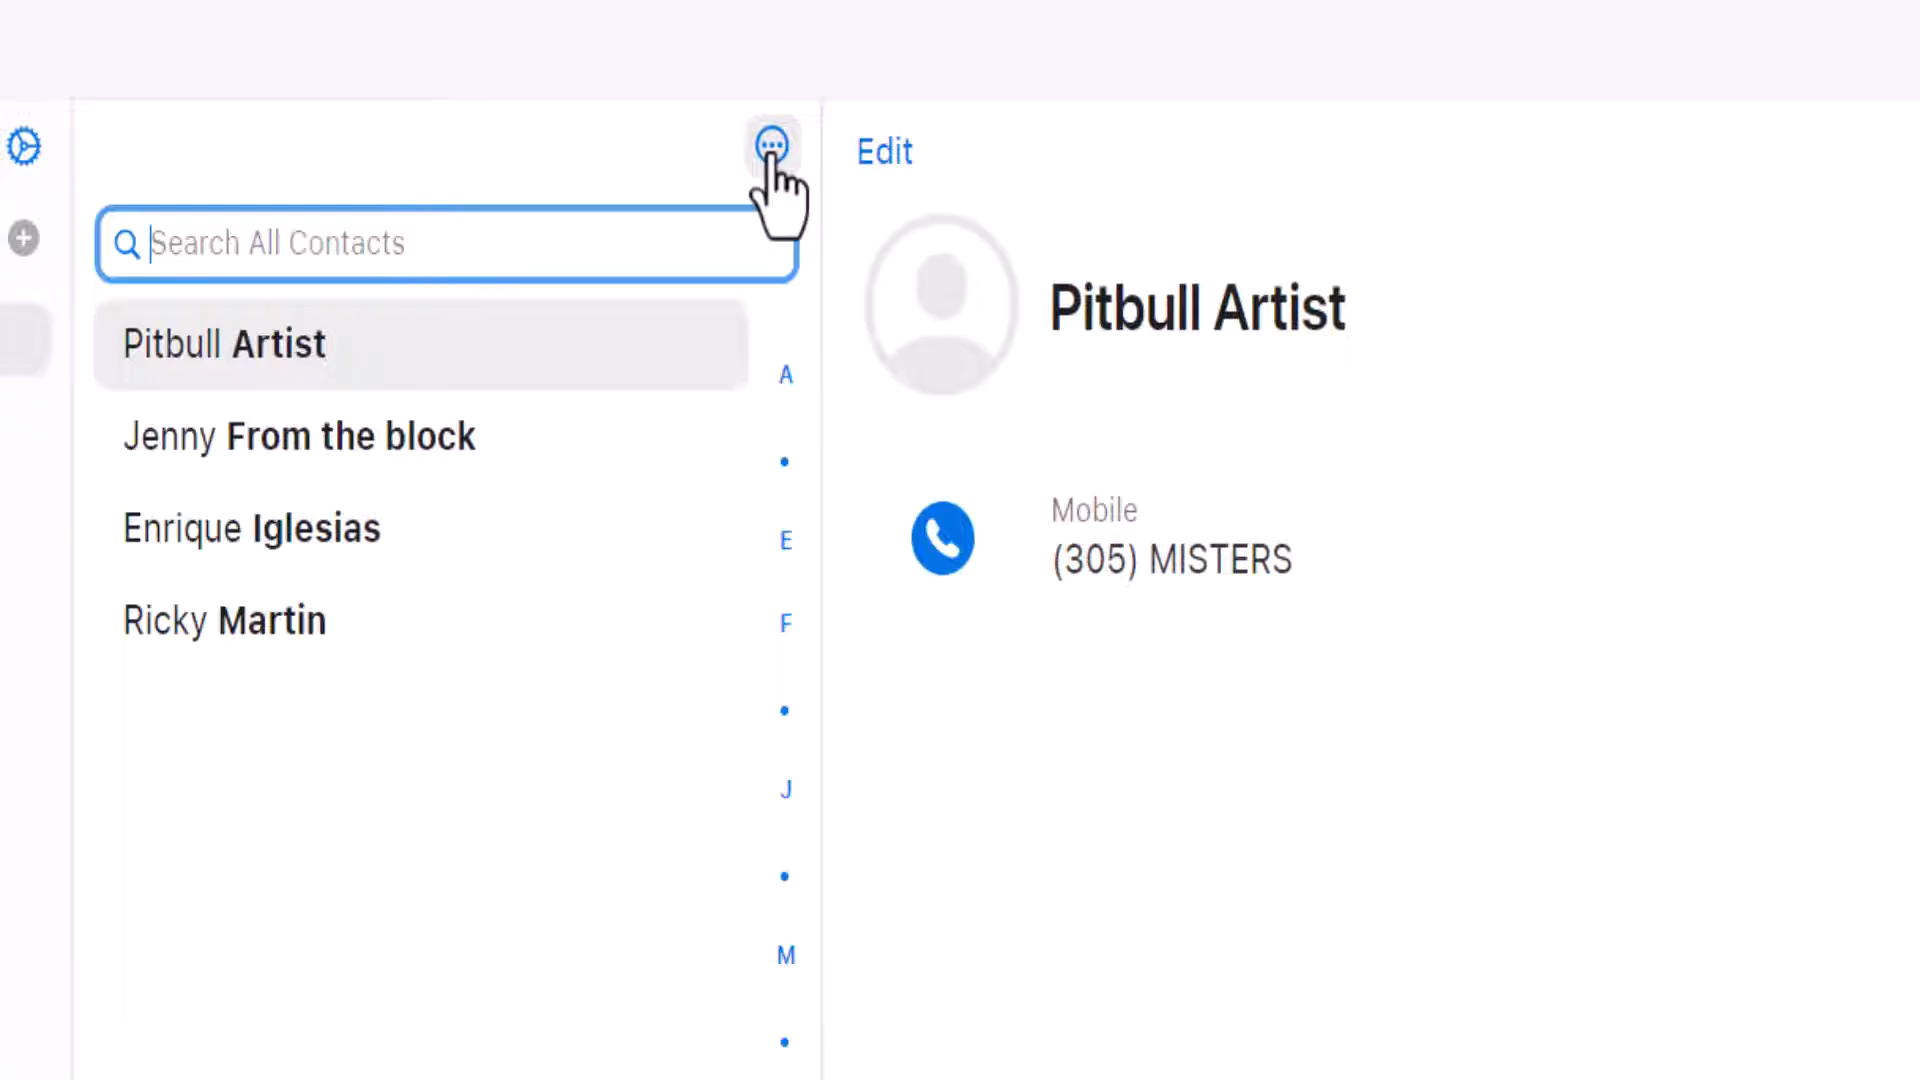 Edit
Search All Contacts
Pitbull Artist
Jenny From the block
Enrique Iglesias
Ricky Martin
A
E
F
J
M
Pitbull Artist
Mobile
(305) MISTERS